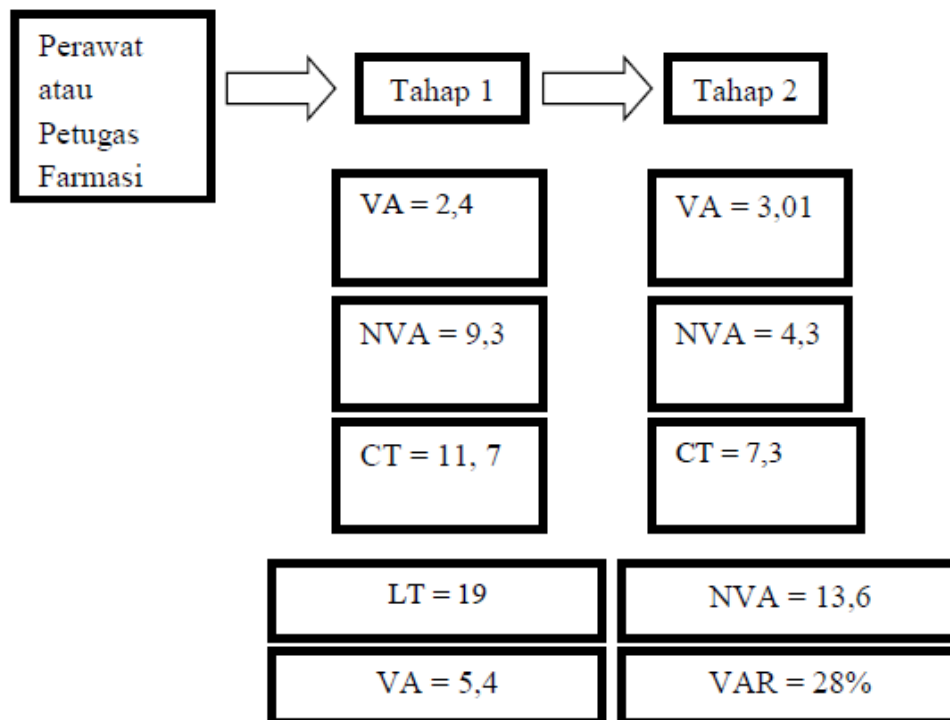 Perawat
atau
Petugas
Farmasi
Tahap 1
Tahap 2
VA = 2,4
VA = 3,01
NVA = 9,3
NVA = 4,3
CT = 11, 7
CT = 7,3
LT = 19
NVA = 13,6
VA = 5,4
VAR = 28%